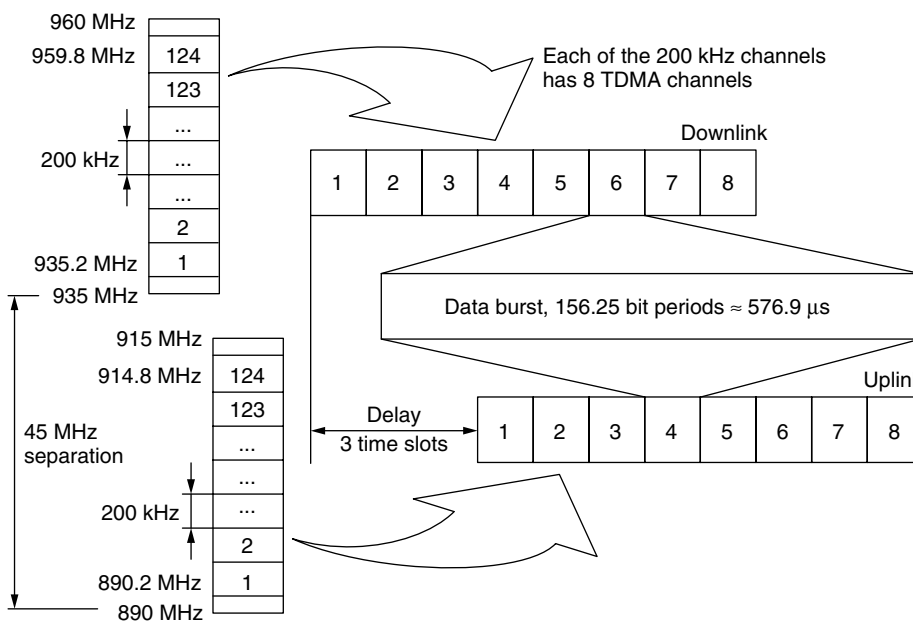 960 MHz
959.8 MHz
124
123
...
200 kHz
...
...
2
935.2 MHz
1
935 MHz
Each of the 200 kHz channels
has 8 TDMA channels
Downlink
1 2 3 4 5 6 7 8
Data burst, 156.25 bit periods ≈ 576.9 μs
45 MHz
separation
915 MHz
914.8 MHz
124
123
...
...
200 kHz
...
2
890.2 MHz
1
890 MHz
Delay
3 time slots
Uplin
1 2 3 4 5 6 7 8